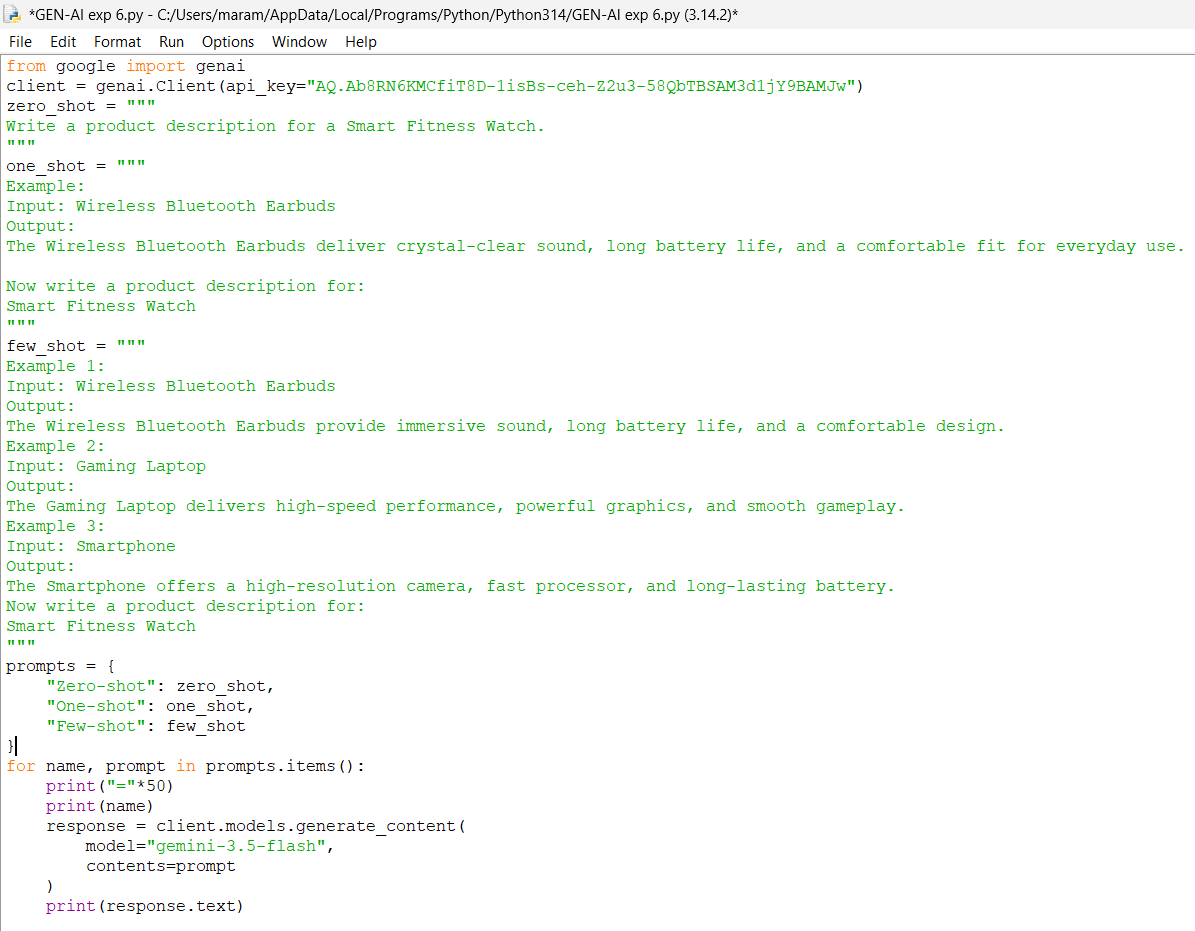 *GEN-AI exp 6.py - C:/Users/maram/AppData/Local/Programs/Python/Python314/GEN-AI exp 6.py (3.14.2)*
File Edit Format Run Options Window Help
from google import genai
client = genai.Client(api_key="AQ.Ab8RN6KMCfiT8D-lisBs-ceh-Z2u3-58QbTBSAM3dljY9BAMJw")
zero_shot = """
Write a product description for a Smart Fitness Watch.
"""
one_shot = """
Example:
Input: Wireless Bluetooth Earbuds
Output:
The Wireless Bluetooth Earbuds deliver crystal-clear sound, long battery life, and a comfortable fit for everyday use.

Now write a product description for:
Smart Fitness Watch
"""
few_shot = """
Example 1:
Input: Wireless Bluetooth Earbuds
Output:
The Wireless Bluetooth Earbuds provide immersive sound, long battery life, and a comfortable design.
Example 2:
Input: Gaming Laptop
Output:
The Gaming Laptop delivers high-speed performance, powerful graphics, and smooth gameplay.
Example 3:
Input: Smartphone
Output:
The Smartphone offers a high-resolution camera, fast processor, and long-lasting battery.
Now write a product description for:
Smart Fitness Watch
"""
prompts = {
    "Zero-shot": zero_shot,
    "One-shot": one_shot,
    "Few-shot": few_shot
}
for name, prompt in prompts.items():
    print("="*50)
    print(name)
    response = client.models.generate_content(
        model="gemini-3.5-flash",
        contents=prompt
    )
    print(response.text)